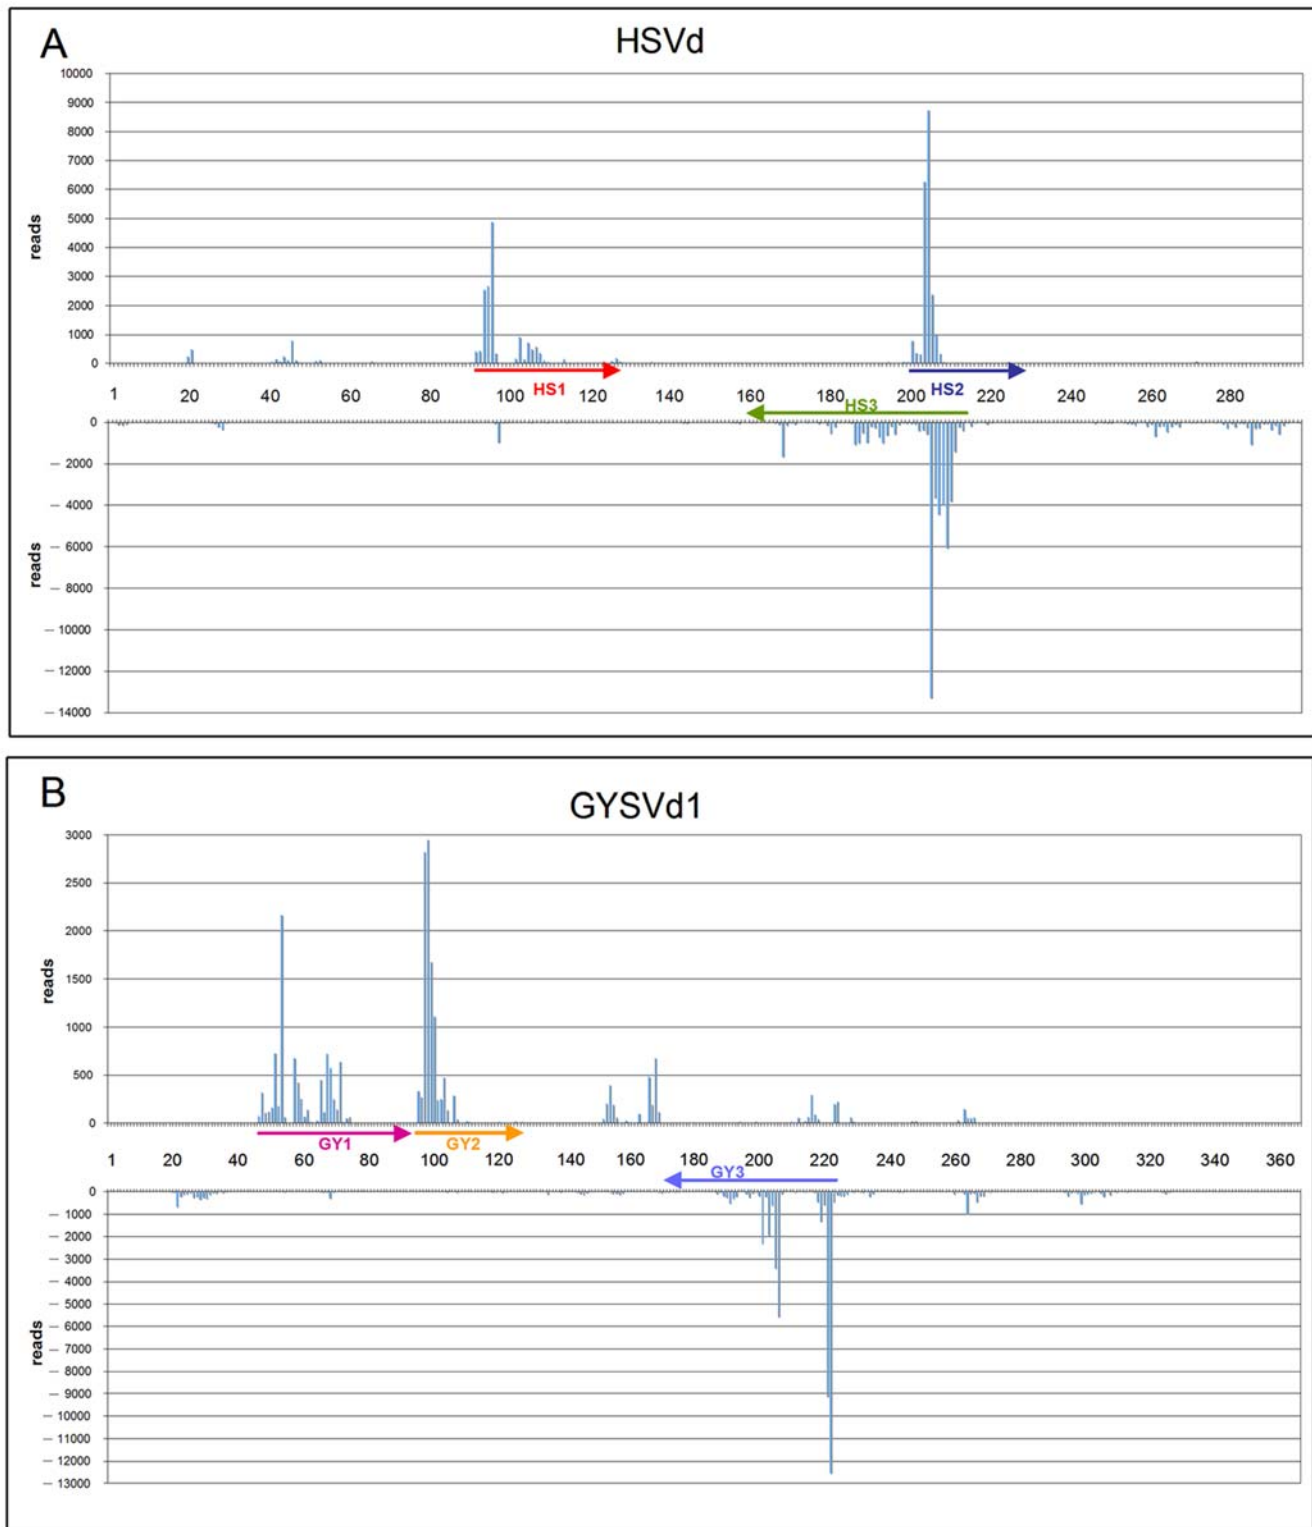 A
HSVd
10000
9000
8000
7000
6000
5000
4000
3000
2000
1000
0
reads
HS1
HS2
1 20 40 60 80 100 120 140 160 180 200 220 240 260 280
HS3
0
— 2000
— 4000
— 6000
— 8000
— 10000
— 12000
— 14000
reads
B
GYSVd1
3000
2500
2000
1500
1000
500
0
reads
GY1
GY2
1 20 40 60 80 100 120 140 160 180 200 220 240 260 280 300 320 340 360
GY3
0
— 1000
— 2000
— 3000
— 4000
— 5000
— 6000
— 7000
— 8000
— 9000
— 10000
— 11000
— 12000
— 13000
reads